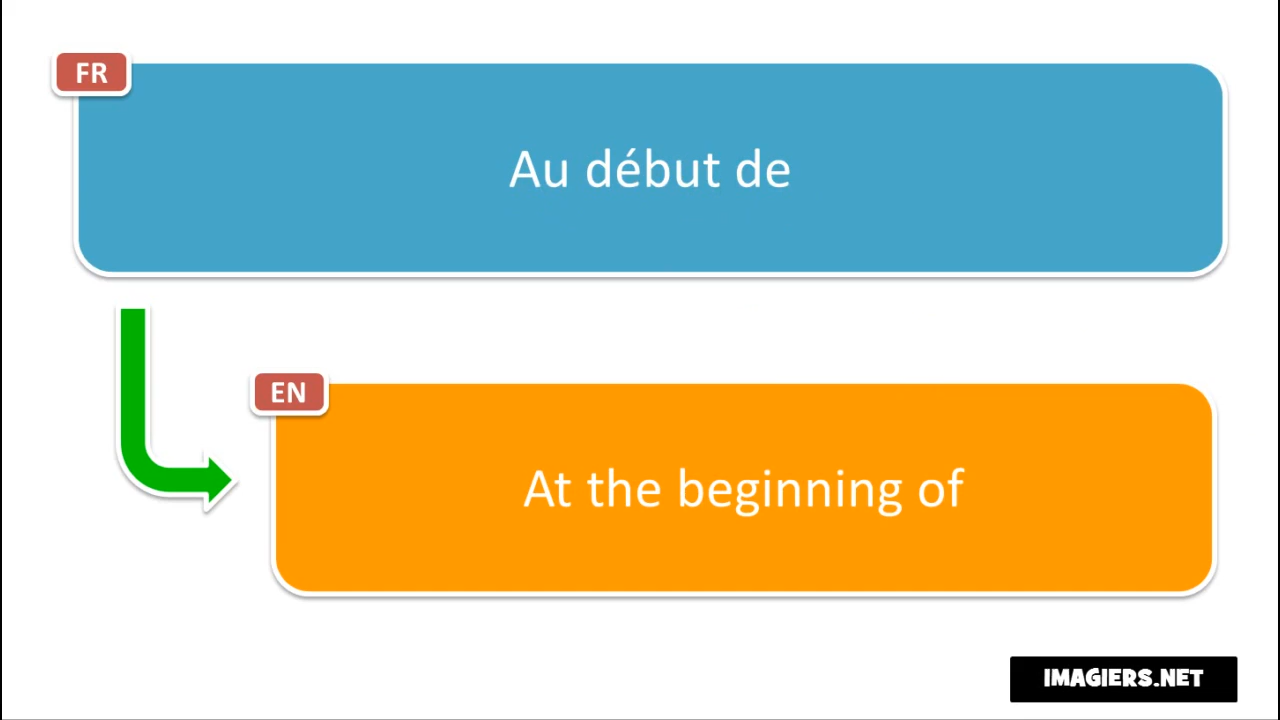 FR
Au début de
EN
At the beginning of
IMAGIERS.NET